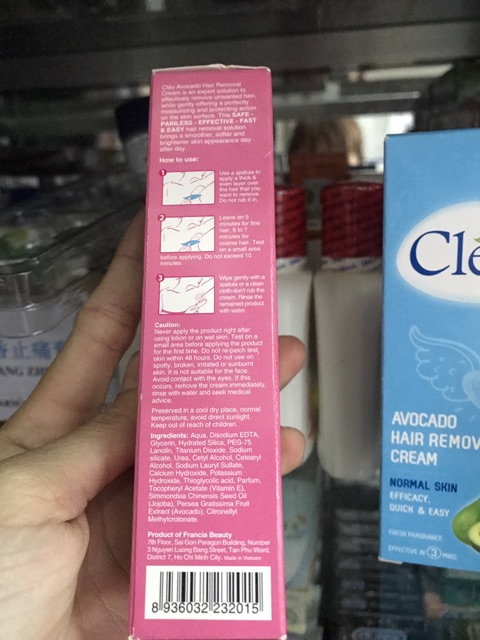 Cléo Avocado Hair Removal
Cream is an expert solution to
effectively remove unwanted hair,
while gently offering a perfectly
moisturizing and protecting action
on the skin surface. This SAFE -
PAINLESS - EFFECTIVE - FAST
& EASY hair removal solution
brings a smoother, softer and
brightener skin appearance day
after day.
How to use:
1
Use a spatula to
apply a thick &
even layer over
the hair that you
want to remove.
Do not rub it in.
2
Leave on 5
minutes for fine
hair, 6 to 7
minutes for
coarse hair. Test
on a small area
before applying. Do not exceed 10
minutes
3
Wipe gently with a
spatula or a clean
cloth-don't rub the
cream. Rinse the
remained product
with water.
Caution:
Never apply the product right after
using lotion or on wet skin. Test on a
small area before applying the product
for the first time. Do not re-patch test
skin within 48 hours. Do not use on
spotty, broken, irritated or sunburnt
skin. It is not suitable for the face.
Avoid contact with the eyes. If this
occurs, remove the cream immediately,
rinse with water and seek medical
advice.
Preserved in a cool dry place, normal
temperature, avoid direct sunlight.
Keep out of reach of children.
Ingredients: Aqua, Disodium EDTA,
Glycerin, Hydrated Silica, PEG-75
Lanolin, Titanium Dioxide, Sodium
silicate, Urea, Cetyl Alcohol, Cetearyl
Alcohol, Sodium Lauryl Sulfate,
Calcium Hydroxide, Potassium
Hydroxide, Thioglycolic acid, Parfum,
Tocopheryl Acetate (Vitamin E),
Simmondsia Chinensis Seed Oil
(Jojoba), Persea Gratissima Fruit
Extract (Avocado), Citronellyl
Methylcrotonate.
Product of Francia Beauty
7th Floor, Sai Gon Paragon Building, Number
3 Nguyen Luong Bang Street, Tan Phu Ward,
District 7, Ho Chi Minh City. Made in Vietnam
8 936032 232015
Clé
AVOCADO
HAIR REMOV
CREAM
NORMAL SKIN
EFFICACY,
QUICK & EASY
FRESH FRAGRANCE
EFFECTIVE IN 3 MINS
止痛
ANG ZH